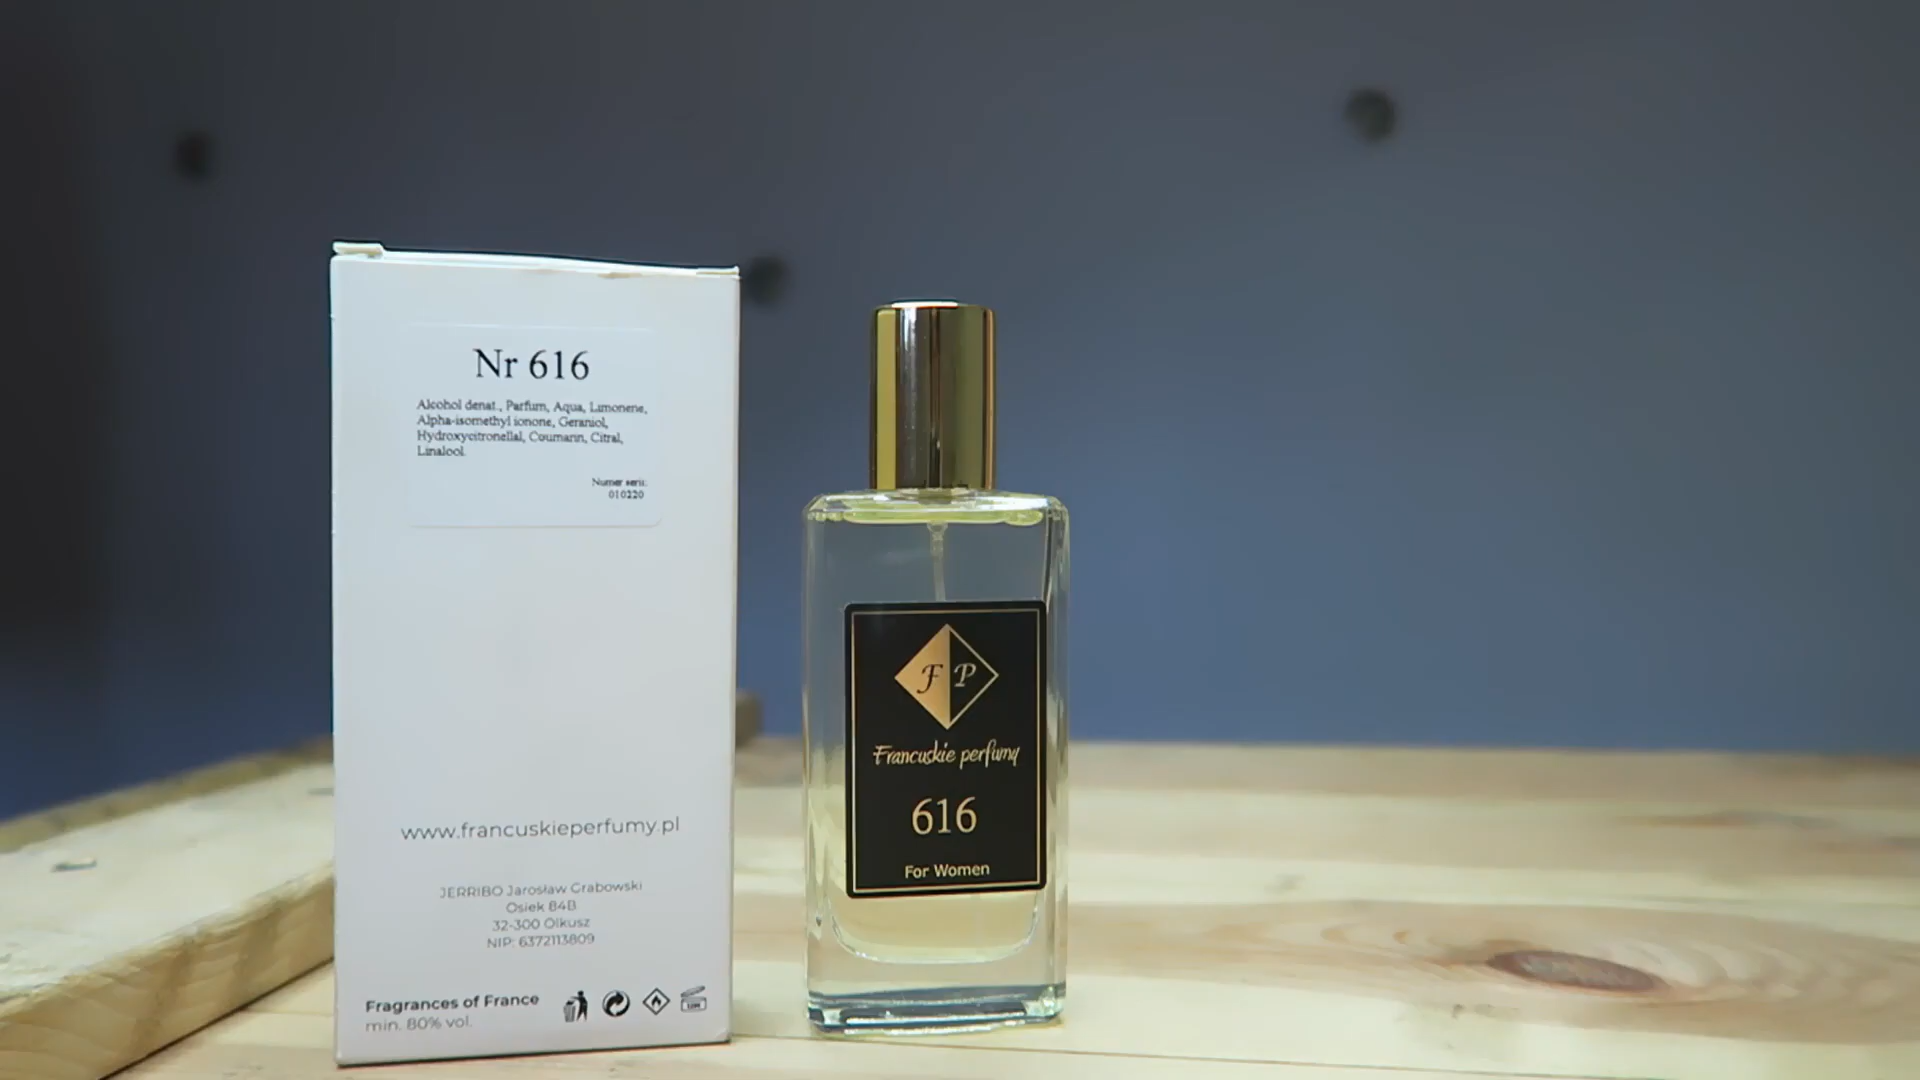 Nr 616
Alcohol denat., Parfum, Aqua, Limonene,
Alpha-isomethyl ionone, Geraniol,
Hydroxycitronellal, Coumarin, Citral,
Linalool.
Numer serii:
010220
www.francuskieperfumy.pl
JERRIBO Jarosław Grabowski
Osiek 84B
32-300 Olkusz
NIP: 6372113809
Fragrances of France
min. 80% vol.
12M
F P
Francuskie perfumy
616
For Women